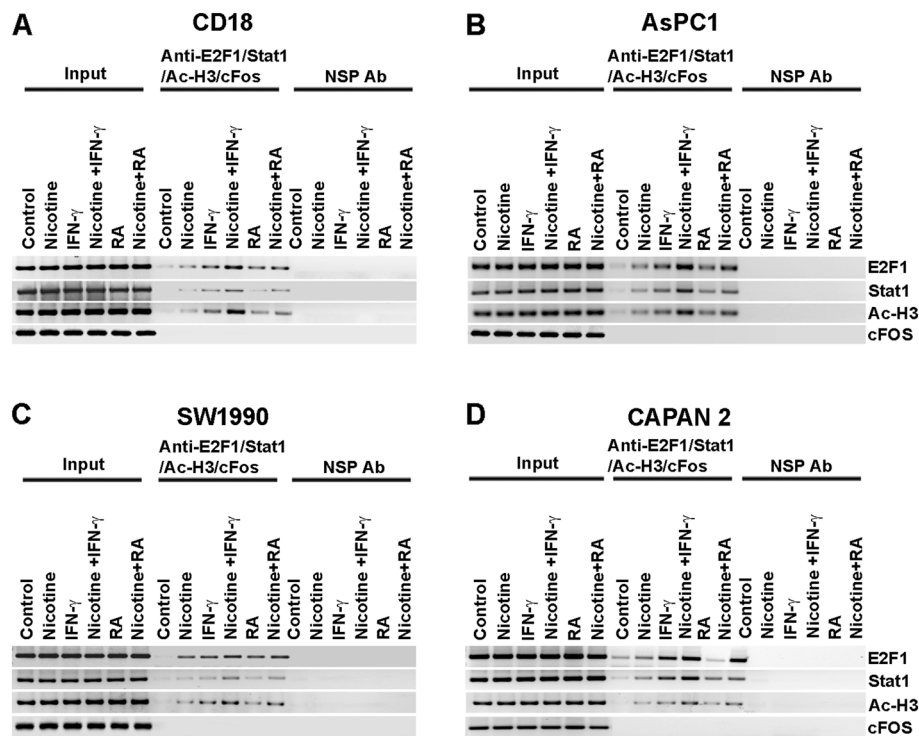 A
CD18
Input
Anti-E2F1/Stat1
/Ac-H3/cFos
NSP Ab
Control
Nicotine
IFN-γ
Nicotine +IFN-γ
RA
Nicotine+RA
Control
Nicotine
IFN-γ
Nicotine +IFN-γ
RA
Nicotine+RA
Control
Nicotine
IFN-γ
Nicotine +IFN-γ
RA
Nicotine+RA
B
AsPC1
Input
Anti-E2F1/Stat1
/Ac-H3/cFos
NSP Ab
Control
Nicotine
IFN-γ
Nicotine +IFN-γ
RA
Nicotine+RA
Control
Nicotine
IFN-γ
Nicotine +IFN-γ
RA
Nicotine+RA
Control
Nicotine
IFN-γ
Nicotine +IFN-γ
RA
Nicotine+RA
E2F1
Stat1
Ac-H3
cFOS
C
SW1990
Input
Anti-E2F1/Stat1
/Ac-H3/cFos
NSP Ab
Control
Nicotine
IFN-γ
Nicotine +IFN-γ
RA
Nicotine+RA
Control
Nicotine
IFN-γ
Nicotine +IFN-γ
RA
Nicotine+RA
Control
Nicotine
IFN-γ
Nicotine +IFN-γ
RA
Nicotine+RA
D
CAPAN 2
Input
Anti-E2F1/Stat1
/Ac-H3/cFos
NSP Ab
Control
Nicotine
IFN-γ
Nicotine +IFN-γ
RA
Nicotine+RA
Control
Nicotine
IFN-γ
Nicotine +IFN-γ
RA
Nicotine+RA
Control
Nicotine
IFN-γ
Nicotine +IFN-γ
RA
Nicotine+RA
E2F1
Stat1
Ac-H3
cFOS